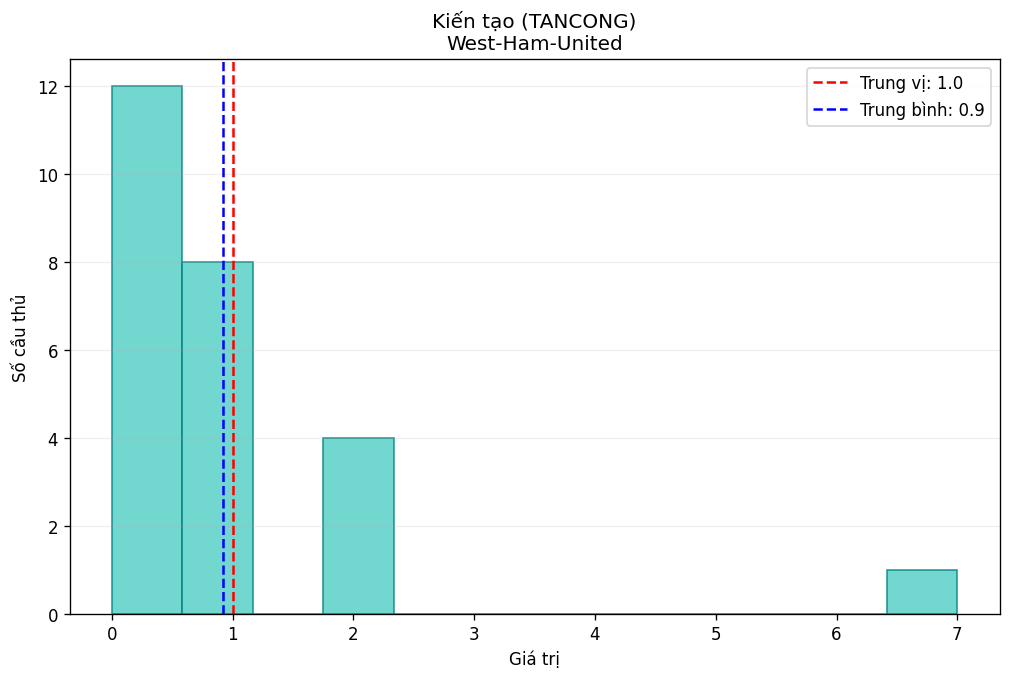 Kiến tạo (TANCONG)
West-Ham-United
Trung vị: 1.0
Trung bình: 0.9
Số cầu thủ
12
10
8
6
4
2
0
0 1 2 3 4 5 6 7
Giá trị